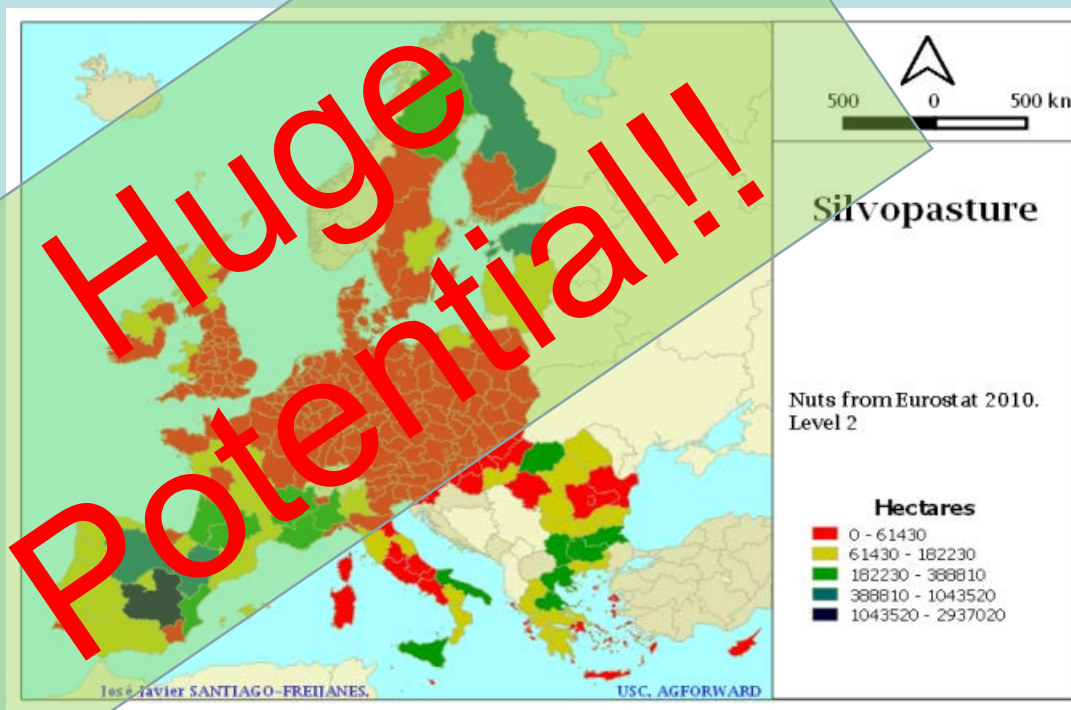 Huge
Potential!!
500 0 500 km
Silvopasture
Nuts from Eurostat 2010.
Level 2
Hectares
0 - 61430
61430 - 182230
182230 - 388810
388810 - 1043520
1043520 - 2937020
José Javier SANTIAGO-FREIJANES,
USC, AGFORWARD